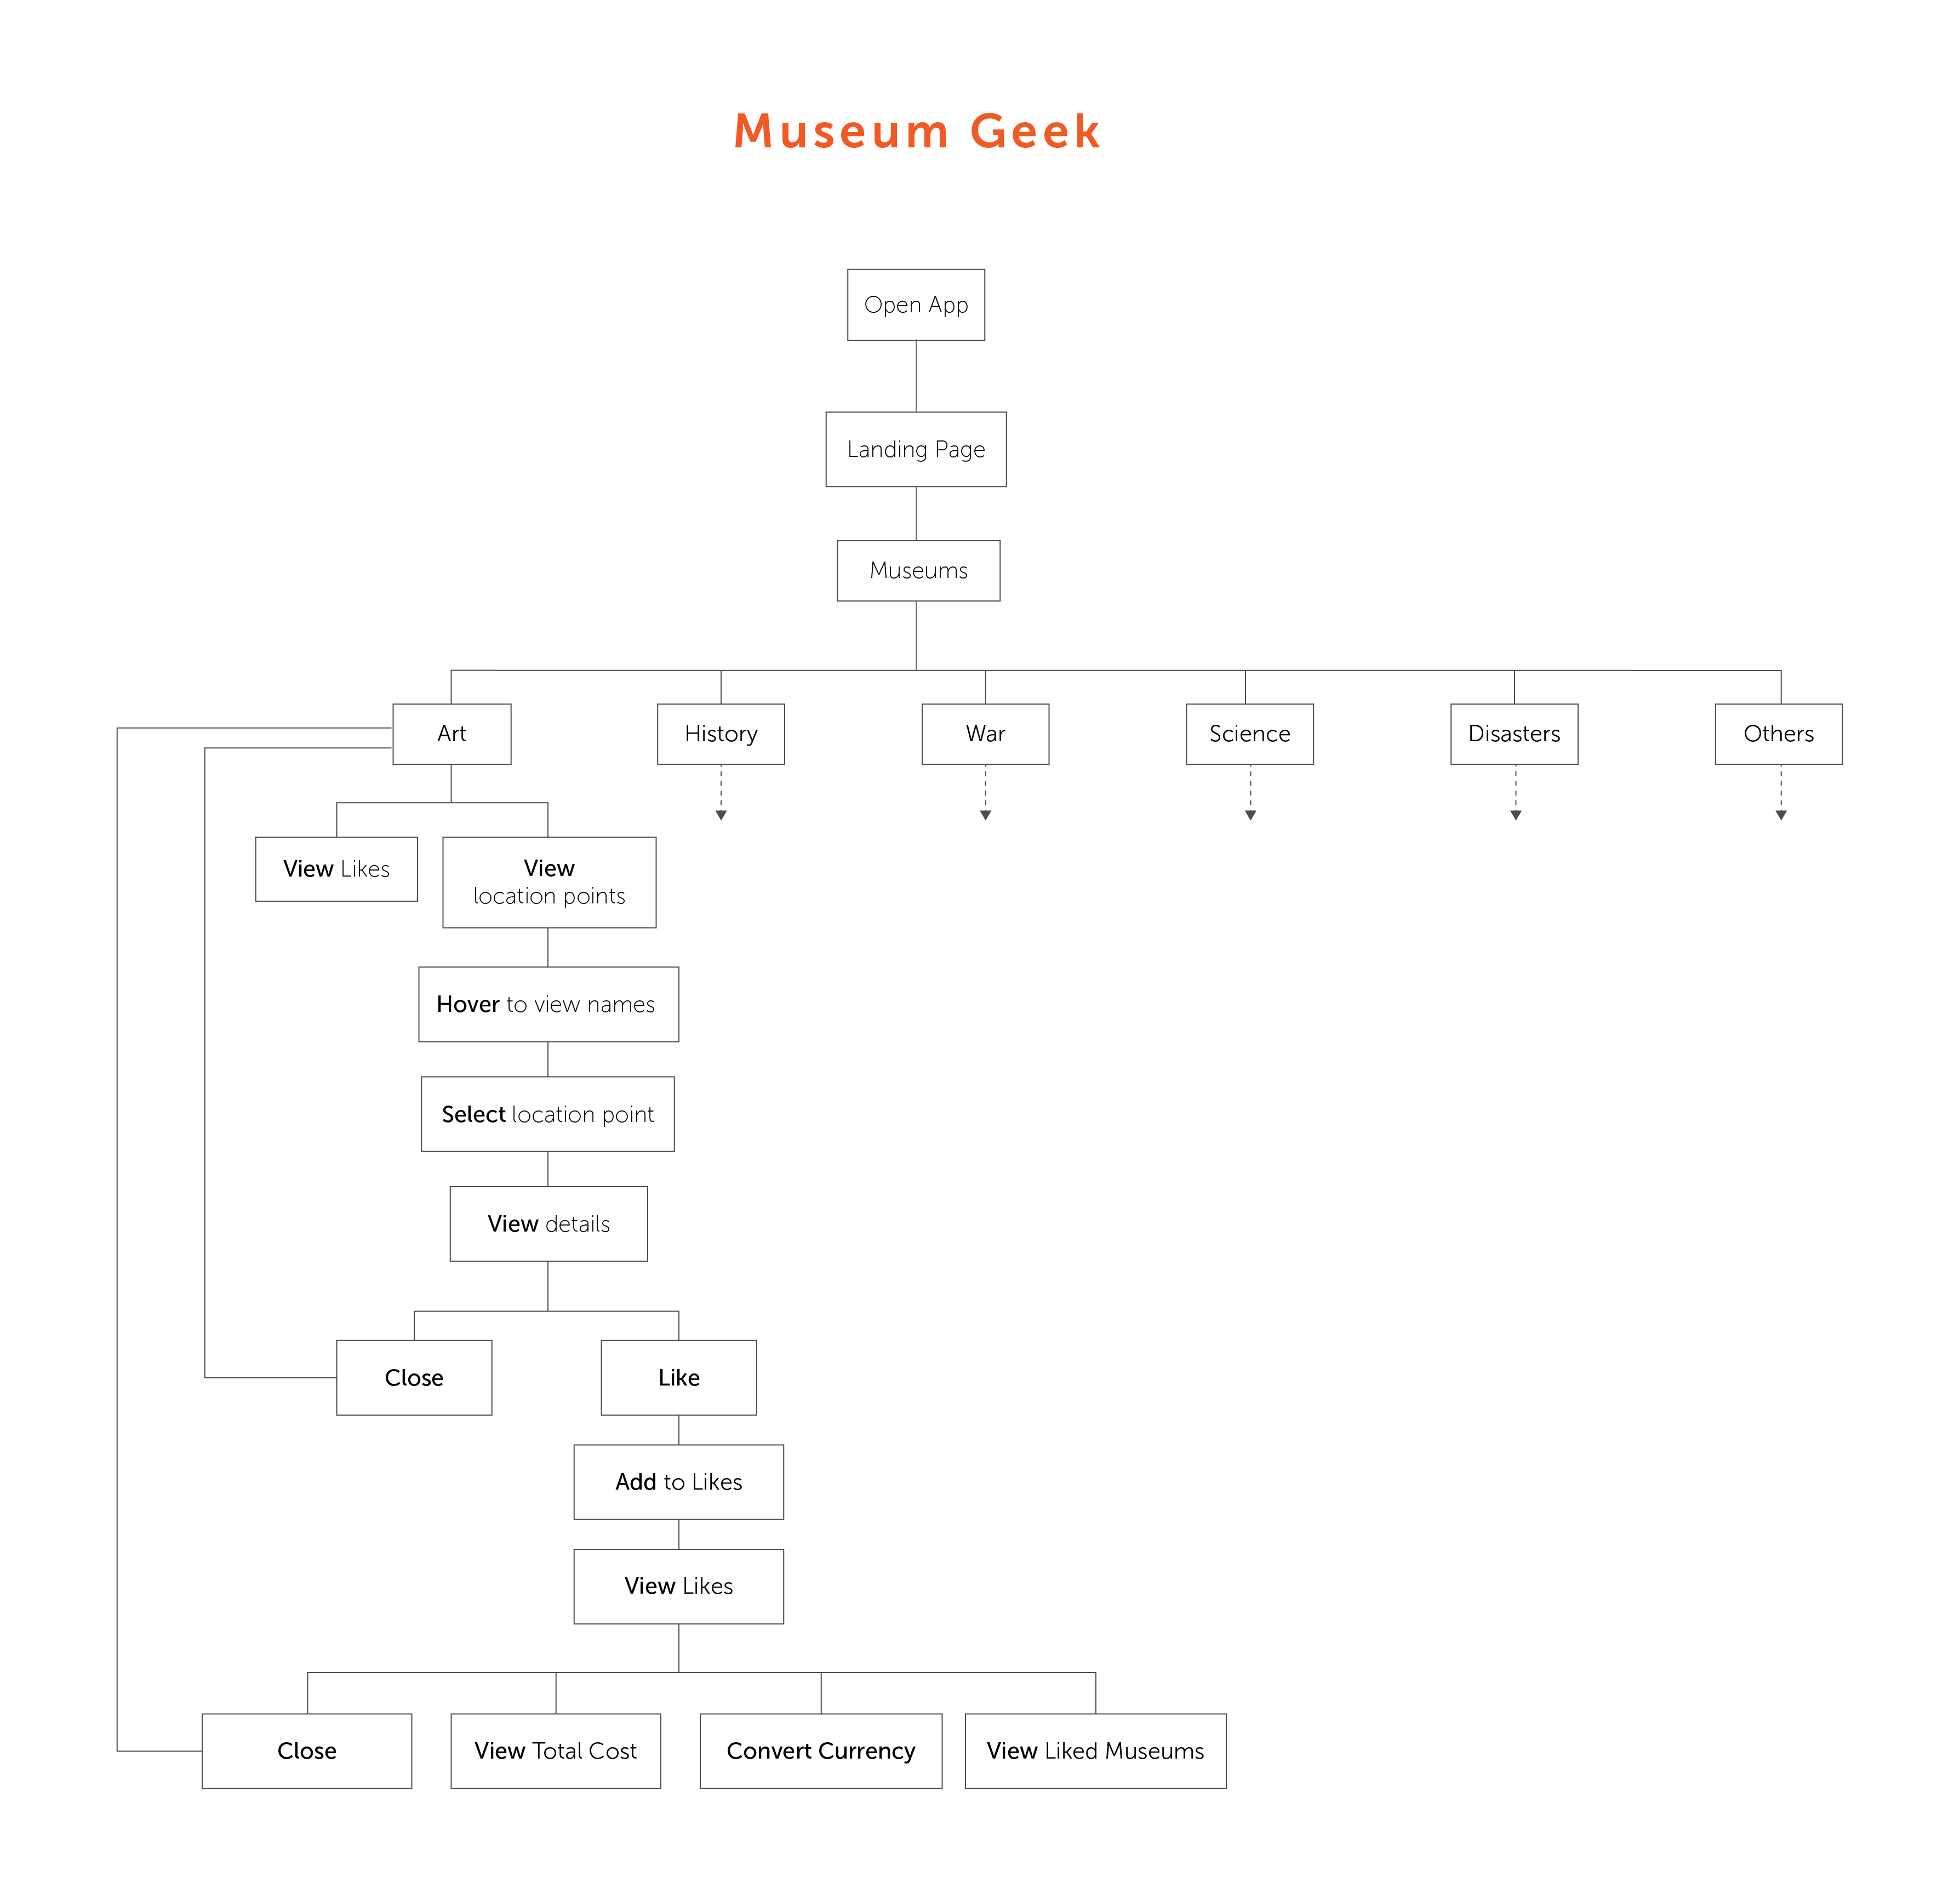 Museum Geek
Open App
Landing Page
Museums
Art
History
War
Science
Disasters
Others
View Likes
View
location points
Hover to view names
Select location point
View details
Close
Like
Add to Likes
View Likes
Close
View Total Cost
Convert Currency
View Liked Museums